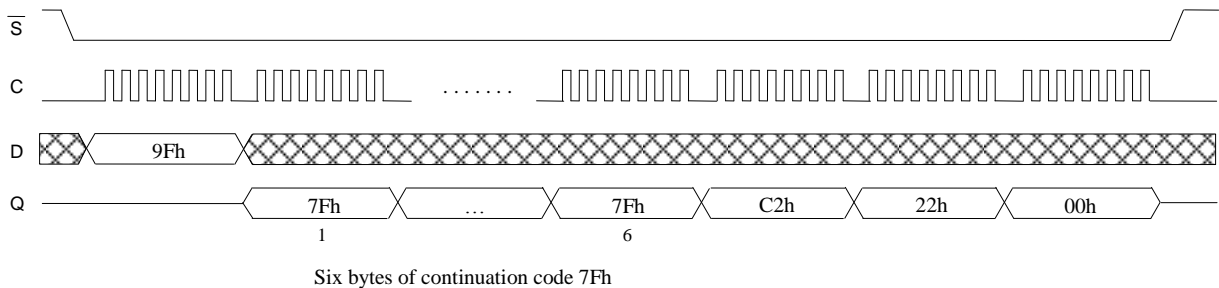 S
C
.......
D
9Fh
Q
7Fh
…
7Fh
C2h
22h
00h
1
6
Six bytes of continuation code 7Fh